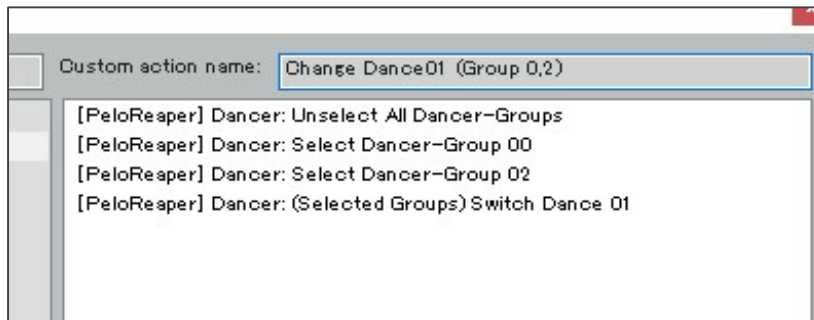 Custom action name: Change Dance01 (Group 0,2)
[PeloReaper] Dancer: Unselect All Dancer-Groups
[PeloReaper] Dancer: Select Dancer-Group 00
[PeloReaper] Dancer: Select Dancer-Group 02
[PeloReaper] Dancer: (Selected Groups) Switch Dance 01